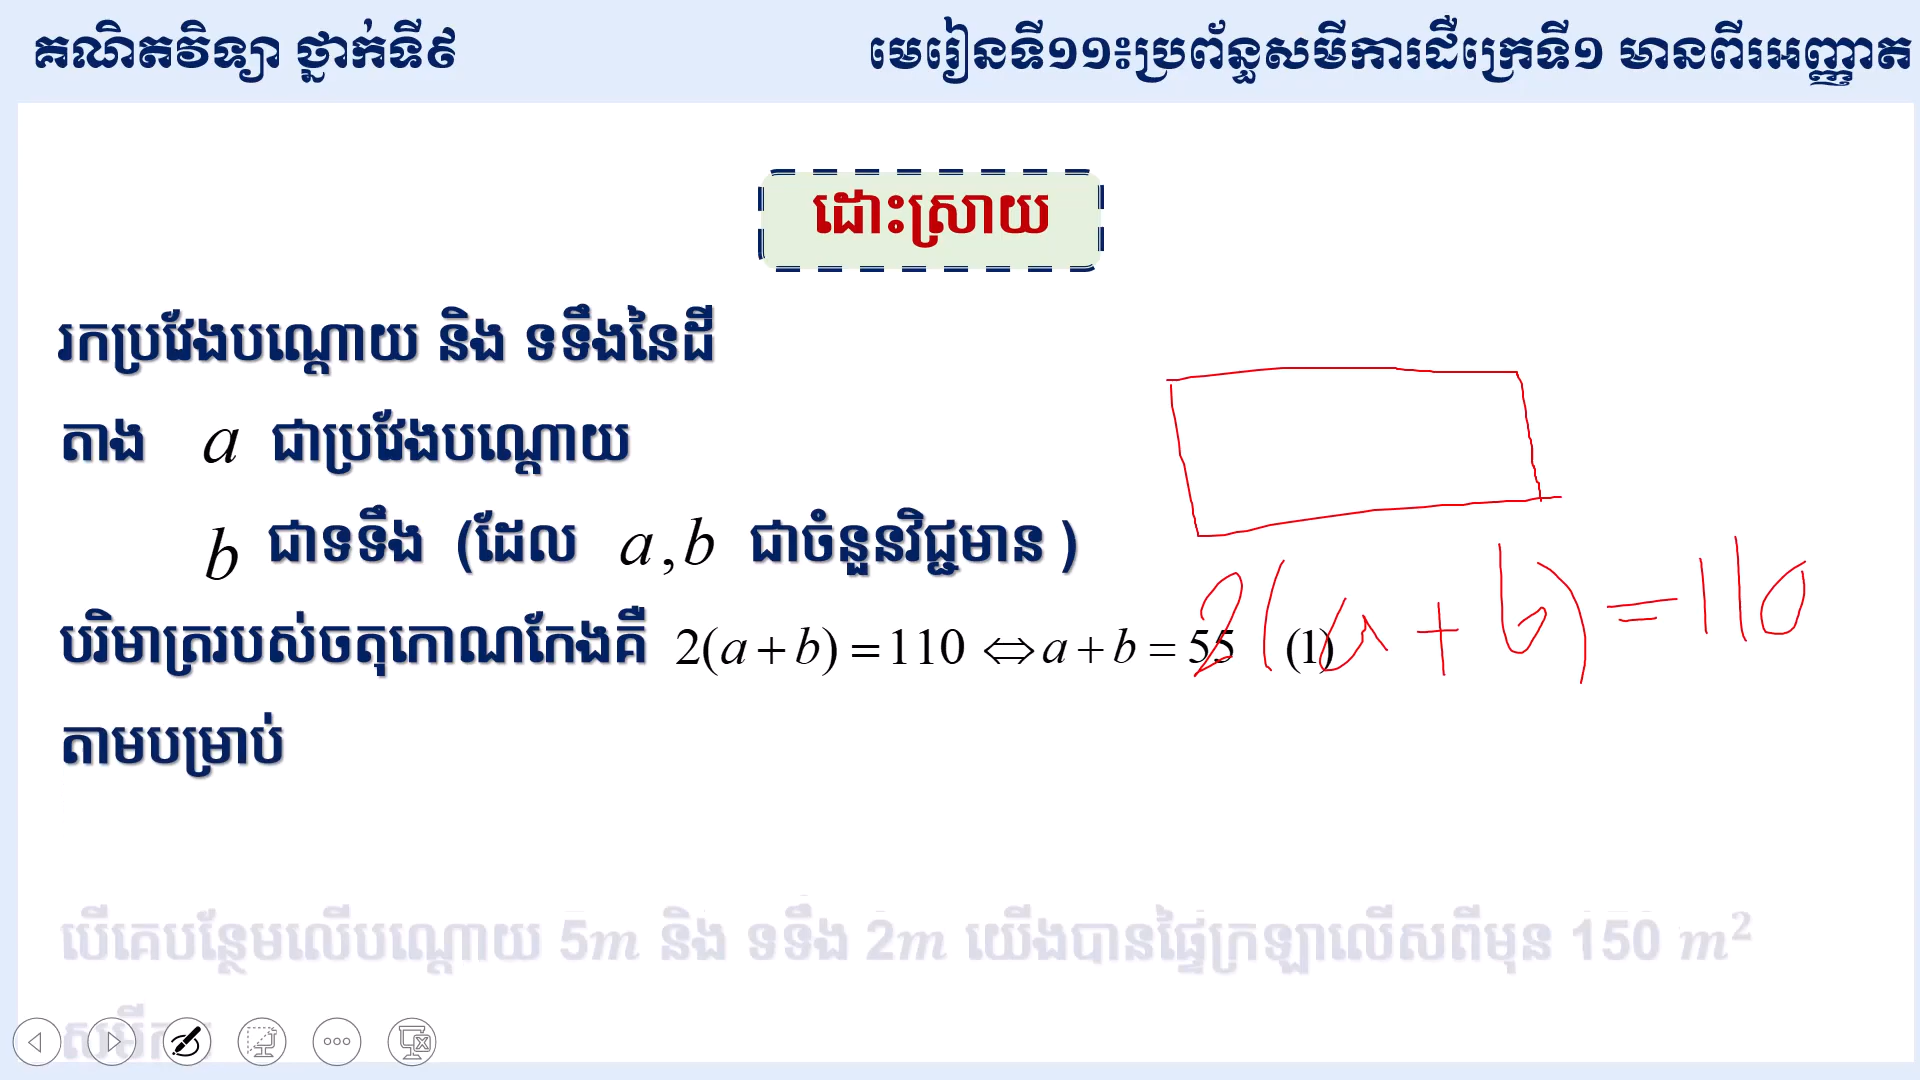 គណិតវិទ្យា ថ្នាក់ទី៩
មេរៀនទី១១៖ប្រព័ន្ធសមីការដឺក្រេទី១ មានពីរអញ្ញាត
ដោះស្រាយ
រកប្រវែងបណ្តោយ និង ទទឹងនៃដី
តាង a ជាប្រវែងបណ្តោយ
b ជាទទឹង (ដែល a,b ជាចំនួនវិជ្ជមាន )
បរិមាត្ររបស់ចតុកោណកែងគឺ 2(a+b)=110⇔a+b=55 (1)
2(a+b)=110
តាមបម្រាប់
បើគេបន្ថែមលើបណ្តោយ 5m និង ទទឹង 2m យើងបានផ្ទៃក្រឡាលើសពីមុន 150 m²